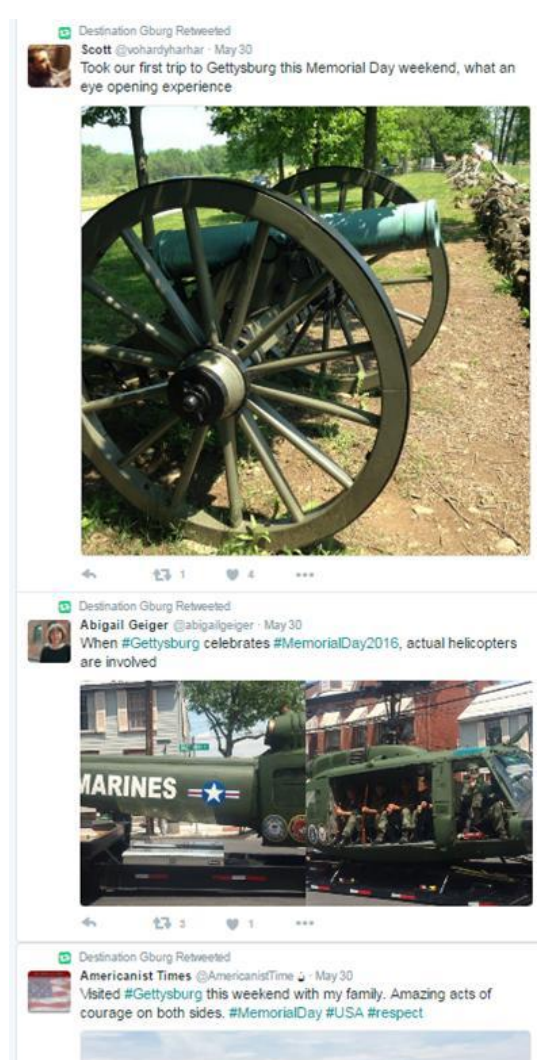 Destination Gburg Retweeted
Scott @vohardyharhar · May 30
Took our first trip to Gettysburg this Memorial Day weekend, what an
eye opening experience
1 4
Destination Gburg Retweeted
Abigail Geiger @abigailgeiger · May 30
When #Gettysburg celebrates #MemorialDay2016, actual helicopters
are involved
MARINES
3 1
Destination Gburg Retweeted
Americanist Times @AmericanistTime · May 30
Visited #Gettysburg this weekend with my family. Amazing acts of
courage on both sides. #MemorialDay #USA #respect